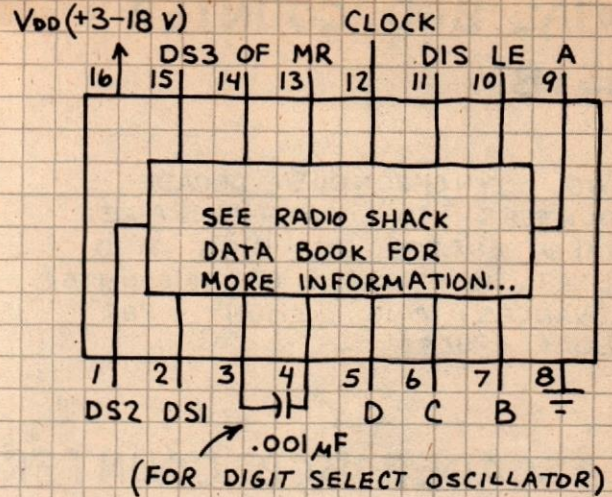 VDD (+3-18 V) CLOCK
DS3 OF MR DIS LE A
16 15 14 13 12 11 10 9
SEE RADIO SHACK
DATA BOOK FOR
MORE INFORMATION...
1 2 3 4 5 6 7 8
DS2 DS1 D C B
.001µF
(FOR DIGIT SELECT OSCILLATOR)